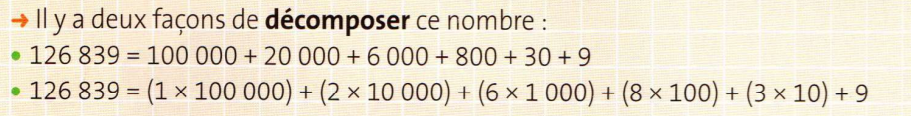 → Il y a deux façons de décomposer ce nombre :
• 126 839 = 100 000 + 20 000 + 6 000 + 800 + 30 + 9
• 126 839 = (1 × 100 000) + (2 × 10 000) + (6 × 1 000) + (8 × 100) + (3 × 10) + 9